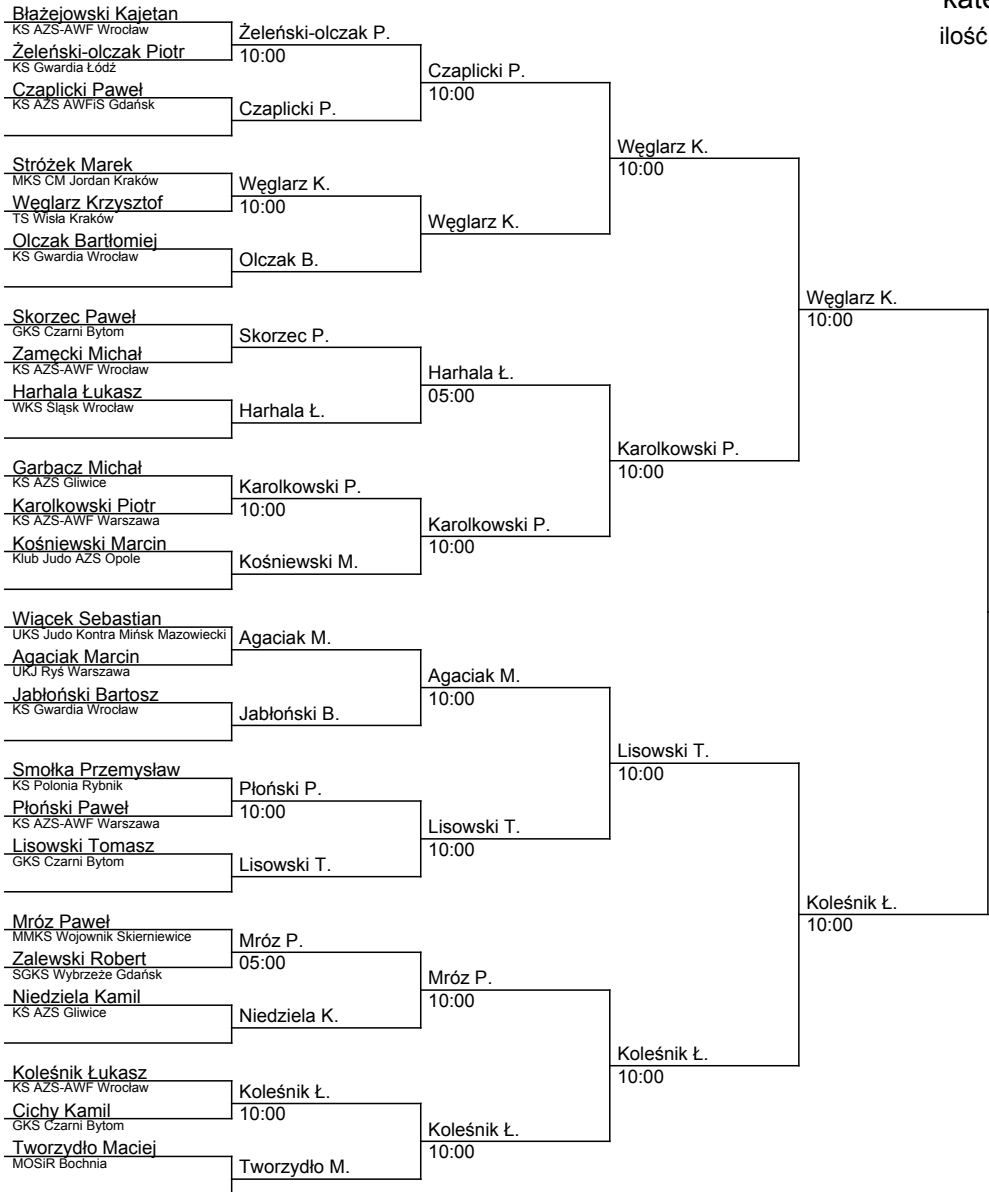 kate
ilość
Błażejowski Kajetan
KS AZS-AWF Wrocław
Żeleński-olczak Piotr
KS Gwardia Łódź
Czaplicki Paweł
KS AZS AWFiS Gdańsk
Stróżek Marek
MKS CM Jordan Kraków
Węglarz Krzysztof
TS Wisła Kraków
Olczak Bartłomiej
KS Gwardia Wrocław
Skorzec Paweł
GKS Czarni Bytom
Zamęcki Michał
KS AZS-AWF Wrocław
Harhala Łukasz
WKS Śląsk Wrocław
Garbacz Michał
KS AZS Gliwice
Karolkowski Piotr
KS AZS-AWF Warszawa
Kośniewski Marcin
Klub Judo AZS Opole
Wiącek Sebastian
UKS Judo Kontra Mińsk Mazowiecki
Agaciak Marcin
UKJ Ryś Warszawa
Jabłoński Bartosz
KS Gwardia Wrocław
Smołka Przemysław
KS Polonia Rybnik
Płoński Paweł
KS AZS-AWF Warszawa
Lisowski Tomasz
GKS Czarni Bytom
Mróz Paweł
MMKS Wojownik Skierniewice
Zalewski Robert
SGKS Wybrzeże Gdańsk
Niedziela Kamil
KS AZS Gliwice
Koleśnik Łukasz
KS AZS-AWF Wrocław
Cichy Kamil
GKS Czarni Bytom
Tworzydło Maciej
MOSiR Bochnia
Żeleński-olczak P.
10:00
Czaplicki P.
Węglarz K.
10:00
Olczak B.
Skorzec P.
Harhala Ł.
Karolkowski P.
10:00
Kośniewski M.
Agaciak M.
Jabłoński B.
Płoński P.
10:00
Lisowski T.
Mróz P.
05:00
Niedziela K.
Koleśnik Ł.
10:00
Tworzydło M.
Czaplicki P.
10:00
Węglarz K.
Harhala Ł.
05:00
Karolkowski P.
10:00
Agaciak M.
10:00
Lisowski T.
10:00
Mróz P.
10:00
Koleśnik Ł.
10:00
Węglarz K.
10:00
Karolkowski P.
10:00
Lisowski T.
10:00
Koleśnik Ł.
10:00
Węglarz K.
10:00
Koleśnik Ł.
10:00